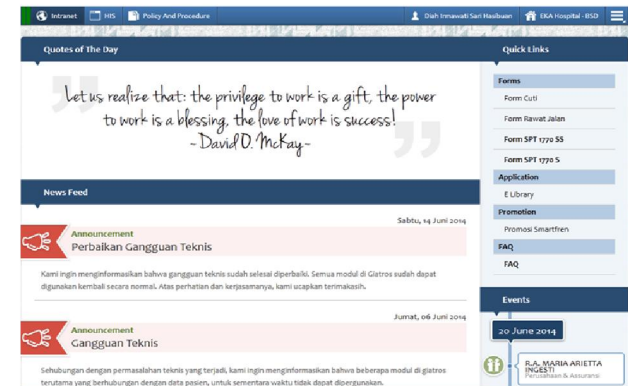 Intranet HIS Policy And Procedure Diah Irmawati Sari Hasibuan EKA Hospital - BSD
Quotes of The Day
Let us realize that: the privilege to work is a gift, the power
to work is a blessing, the love of work is success!
- David O. McKay -
News Feed
Sabtu, 14 Juni 2014
Announcement
Perbaikan Gangguan Teknis
Kami ingin menginformasikan bahwa gangguan teknis sudah selesai diperbaiki. Semua modul di Giatros sudah dapat
digunakan kembali secara normal. Atas perhatian dan kerjasamanya, kami ucapkan terimakasih.
Jumat, 06 Juni 2014
Announcement
Gangguan Teknis
Sehubungan dengan permasalahan teknis yang terjadi, kami ingin menginformasikan bahwa beberapa modul di giatros
terutama yang berhubungan dengan data pasien, untuk sementara waktu tidak dapat dipergunakan.
Quick Links
Forms
Form Cuti
Form Rawat Jalan
Form SPT 1770 SS
Form SPT 1770 S
Application
E Library
Promotion
Promosi Smartfren
FAQ
FAQ
Events
20 June 2014
R.A. MARIA ARIETTA
INGESTI
Perusahaan & Asuransi